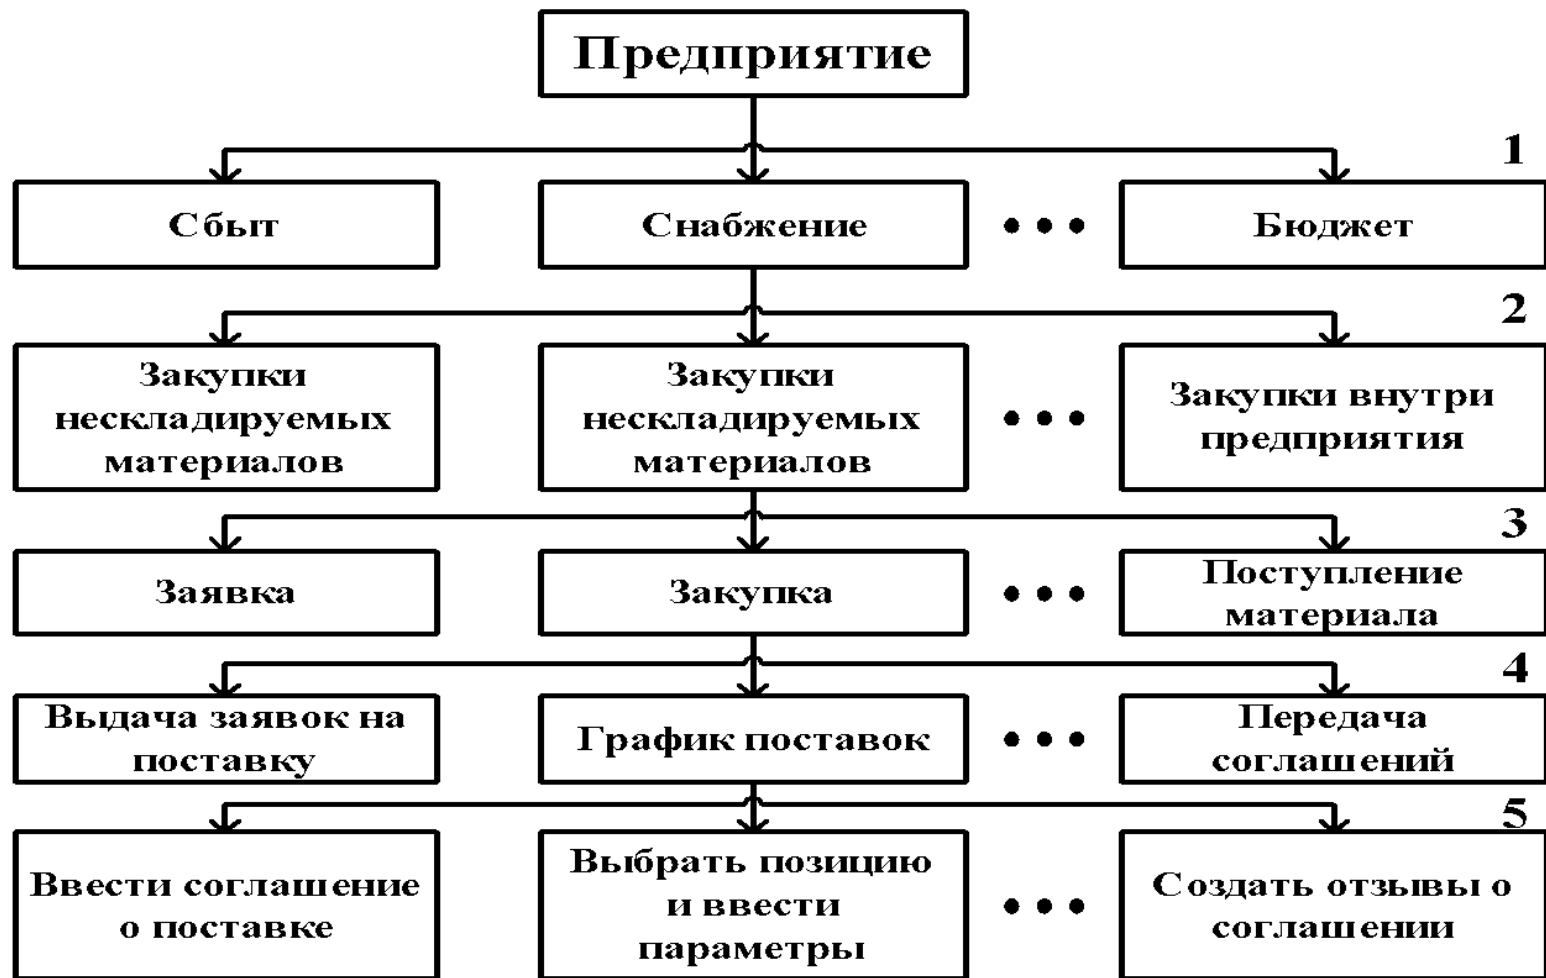 Предприятие
1
Сбыт
Снабжение
Бюджет
2
Закупки
нескладируемых
материалов
Закупки
нескладируемых
материалов
Закупки внутри
предприятия
3
Заявка
Закупка
Поступление
материала
4
Выдача заявок на
поставку
График поставок
Передача
соглашений
5
Ввести соглашение
о поставке
Выбрать позицию
и ввести
параметры
Создать отзывы о
соглашении